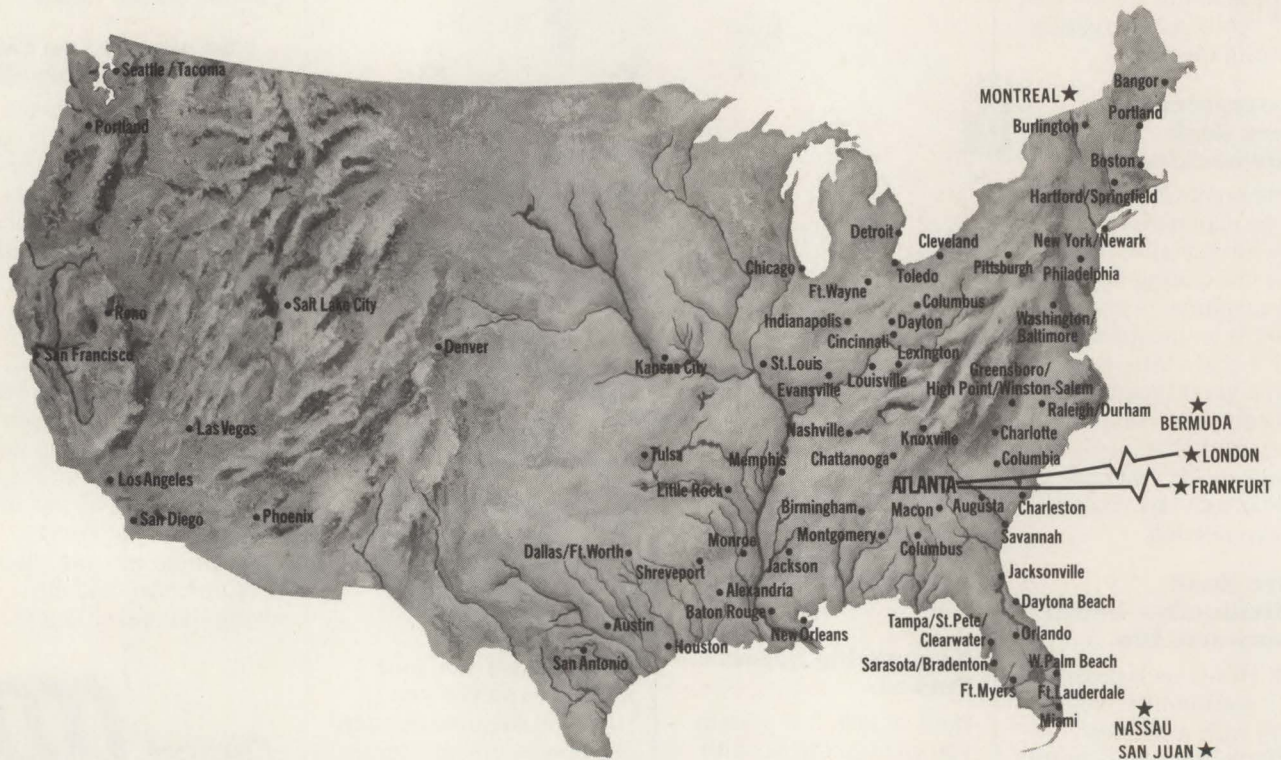 Seattle/Tacoma
Portland
Reno
San Francisco
Salt Lake City
Las Vegas
Los Angeles
San Diego
Phoenix
Denver
Kansas City
Tulsa
Little Rock
Memphis
Dallas/Ft.Worth
Shreveport
Monroe
Jackson
Alexandria
Baton Rouge
New Orleans
Austin
San Antonio
Houston
Chicago
Detroit
Cleveland
Toledo
Ft.Wayne
Columbus
Indianapolis
Dayton
Cincinnati
Lexington
St.Louis
Evansville
Louisville
Nashville
Knoxville
Chattanooga
Birmingham
Montgomery
MONTREAL ★
Bangor
Burlington
Portland
Boston
Hartford/Springfield
New York/Newark
Pittsburgh
Philadelphia
Washington/
Baltimore
Greensboro/
High Point/Winston-Salem
Raleigh/Durham
Charlotte
Columbia
ATLANTA
Macon
Augusta
Charleston
Columbus
Savannah
Jacksonville
Daytona Beach
Tampa/St.Pete/
Clearwater
Orlando
Sarasota/Bradenton
W.Palm Beach
Ft.Myers
Ft.Lauderdale
Miami
★
BERMUDA
★ LONDON
★ FRANKFURT
★
NASSAU
SAN JUAN ★